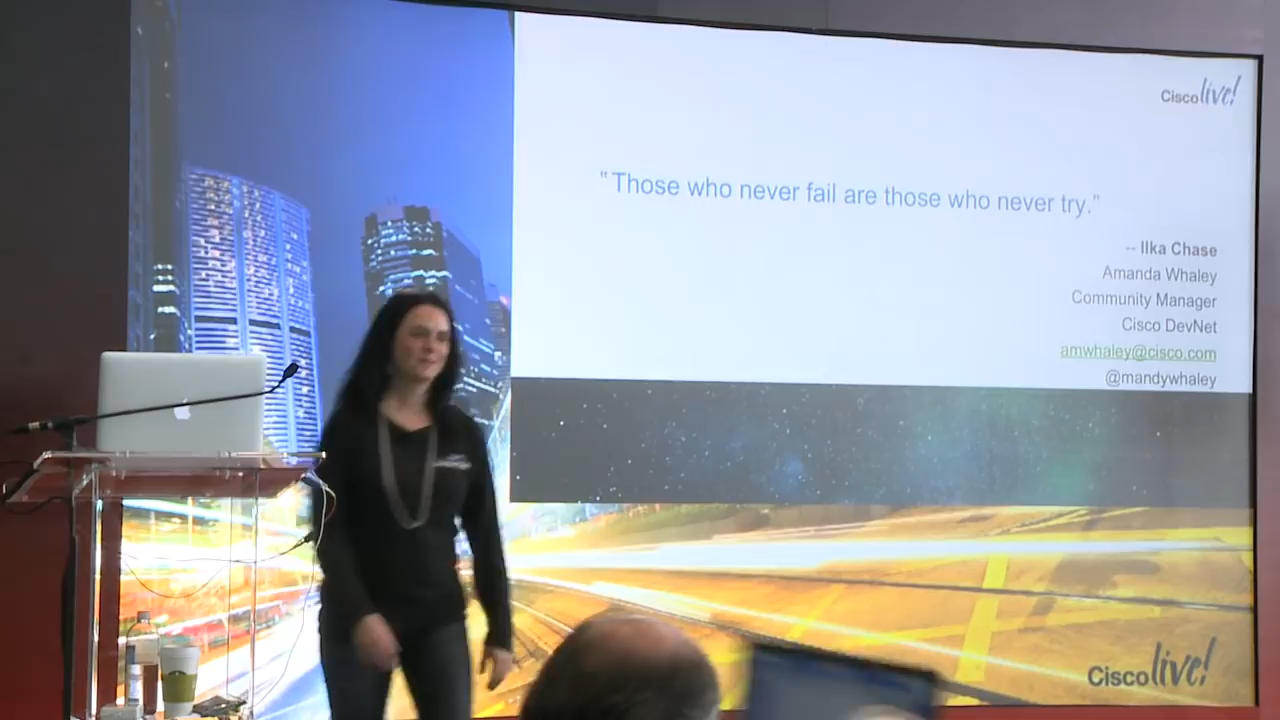 Cisco live!
"Those who never fail are those who never try."
-- Ilka Chase
Amanda Whaley
Community Manager
Cisco DevNet
amwhaley@cisco.com
@mandywhaley
Cisco live!